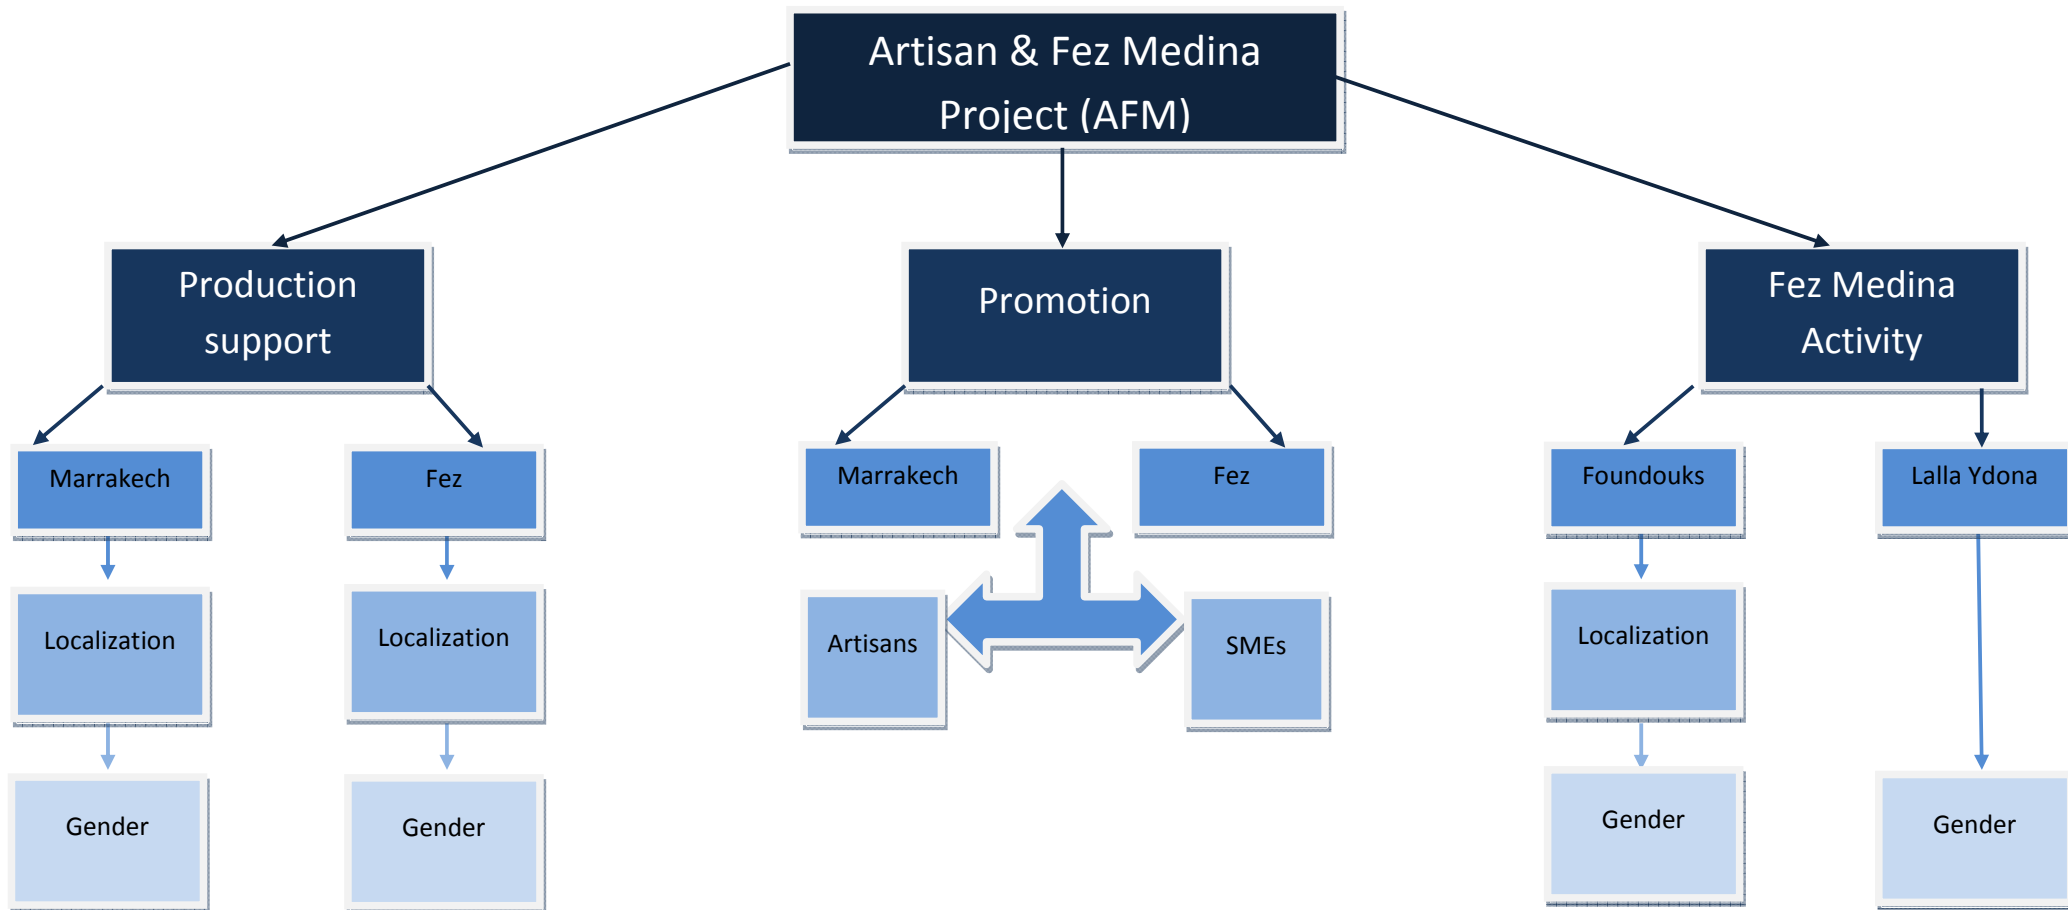 Artisan & Fez Medina
Project (AFM)
Production
support
Promotion
Fez Medina
Activity
Marrakech
Fez
Marrakech
Fez
Foundouks
Lalla Ydona
Localization
Localization
Artisans
SMEs
Localization
Gender
Gender
Gender
Gender